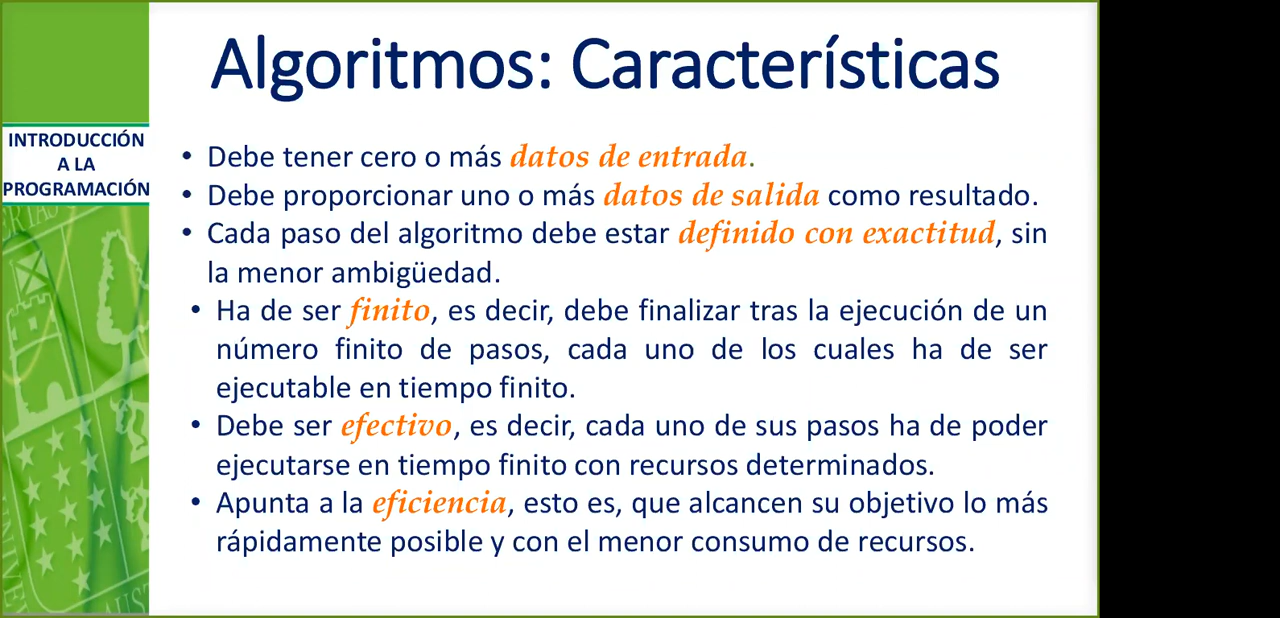 Algoritmos: Características
INTRODUCCIÓN
A LA
PROGRAMACIÓN
• Debe tener cero o más datos de entrada.
• Debe proporcionar uno o más datos de salida como resultado.
• Cada paso del algoritmo debe estar definido con exactitud, sin
la menor ambigüedad.
• Ha de ser finito, es decir, debe finalizar tras la ejecución de un
número finito de pasos, cada uno de los cuales ha de ser
ejecutable en tiempo finito.
• Debe ser efectivo, es decir, cada uno de sus pasos ha de poder
ejecutarse en tiempo finito con recursos determinados.
• Apunta a la eficiencia, esto es, que alcancen su objetivo lo más
rápidamente posible y con el menor consumo de recursos.